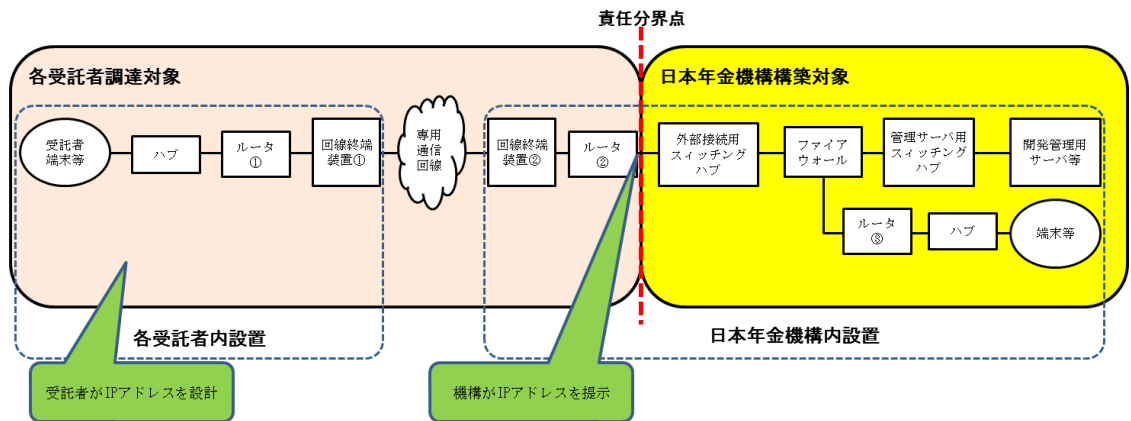 責任分界点
各受託者調達対象
日本年金機構構築対象
受託者
端末等
ハブ
ルータ
①
回線終端
装置①
専用
通信
回線
回線終端
装置②
ルータ
②
外部接続用
スイッチング
ハブ
ファイア
ウォール
管理サーバ用
スイッチング
ハブ
開発管理用
サーバ等
ルータ
③
ハブ
端末等
各受託者内設置
日本年金機構内設置
受託者がIPアドレスを設計
機構がIPアドレスを提示